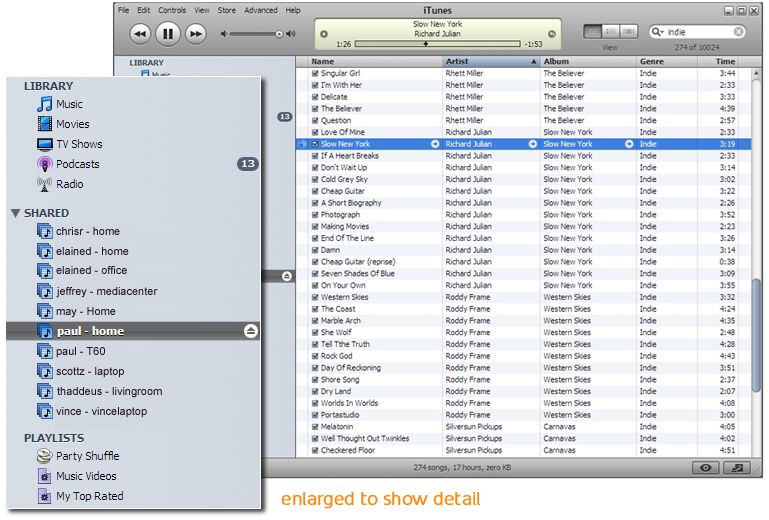 File Edit Controls View Store Advanced Help
iTunes
Slow New York
Richard Julian
1:26 -1:53
View
indie
274 of 10024
LIBRARY
Music
13
Name Artist Album Genre Time
Singular Girl Rhett Miller The Believer Indie 3:44
I'm With Her Rhett Miller The Believer Indie 2:33
Delicate Rhett Miller The Believer Indie 3:33
The Believer Rhett Miller The Believer Indie 4:39
Question Rhett Miller The Believer Indie 2:57
Love Of Mine Richard Julian Slow New York Indie 2:33
Slow New York Richard Julian Slow New York Indie 3:19
If A Heart Breaks Richard Julian Slow New York Indie 2:33
Don't Wait Up Richard Julian Slow New York Indie 3:14
Cold Grey Sky Richard Julian Slow New York Indie 3:02
Cheap Guitar Richard Julian Slow New York Indie 3:22
A Short Biography Richard Julian Slow New York Indie 2:26
Photograph Richard Julian Slow New York Indie 3:52
Making Movies Richard Julian Slow New York Indie 2:23
End Of The Line Richard Julian Slow New York Indie 3:26
Damn Richard Julian Slow New York Indie 3:14
Cheap Guitar (reprise) Richard Julian Slow New York Indie 0:38
Seven Shades Of Blue Richard Julian Slow New York Indie 3:09
On Your Own Richard Julian Slow New York Indie 3:55
Western Skies Roddy Frame Western Skies Indie 3:32
The Coast Roddy Frame Western Skies Indie 4:24
Marble Arch Roddy Frame Western Skies Indie 4:35
She Wolf Roddy Frame Western Skies Indie 2:48
Tell Tthe Truth Roddy Frame Western Skies Indie 4:28
Rock God Roddy Frame Western Skies Indie 4:43
Day Of Reckoning Roddy Frame Western Skies Indie 3:51
Shore Song Roddy Frame Western Skies Indie 2:37
Dry Land Roddy Frame Western Skies Indie 2:07
Worlds In Worlds Roddy Frame Western Skies Indie 4:08
Portastudio Roddy Frame Western Skies Indie 3:00
Melatonin Silversun Pickups Carnavas Indie 4:05
Well Thought Out Twinkles Silversun Pickups Carnavas Indie 4:02
Checkered Floor Silversun Pickups Carnavas Indie 4:51
274 songs, 17 hours, zero KB
LIBRARY
Music
Movies
TV Shows
Podcasts 13
Radio
SHARED
chrisr - home
elained - home
elained - office
jeffrey - mediacenter
may - Home
paul - home
paul - T60
scottz - laptop
thaddeus - livingroom
vince - vincelaptop
PLAYLISTS
Party Shuffle
Music Videos
My Top Rated
enlarged to show detail